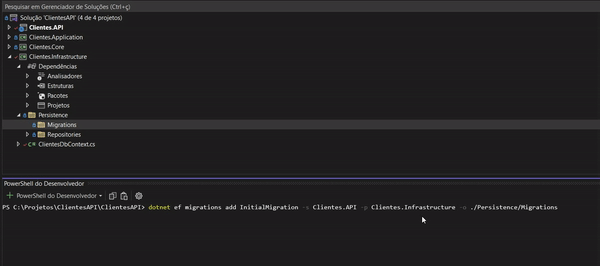 Pesquisar em Gerenciador de Soluções (Ctrl+ç)
Solução 'ClientesAPI' (4 de 4 projetos)
Clientes.API
Clientes.Application
Clientes.Core
Clientes.Infrastructure
Dependências
Analisadores
Estruturas
Pacotes
Projetos
Persistence
Migrations
Repositories
C# ClientesDbContext.cs
PowerShell do Desenvolvedor
PowerShell do Desenvolvedor
PS C:\Projetos\ClientesAPI\ClientesAPI> dotnet ef migrations add InitialMigration -s Clientes.API -p Clientes.Infrastructure -o ./Persistence/Migrations